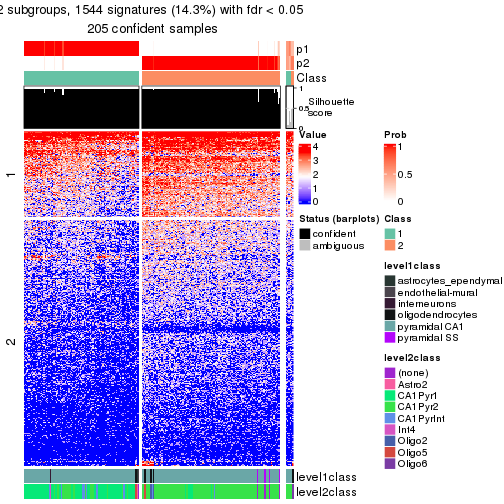 2 subgroups, 1544 signatures (14.3%) with fdr < 0.05
205 confident samples
p1
p2
Class
1
0.5
0
Silhouette
score
1
2
Value
4
3
2
1
0
Prob
1
0.5
0
Status (barplots)
confident
ambiguous
Class
1
2
level1class
astrocytes_ependymal
endothelial-mural
interneurons
oligodendrocytes
pyramidal CA1
pyramidal SS
level2class
(none)
Astro2
CA1Pyr1
CA1Pyr2
CA1PyrInt
Int4
Oligo2
Oligo5
Oligo6
level1class
level2class